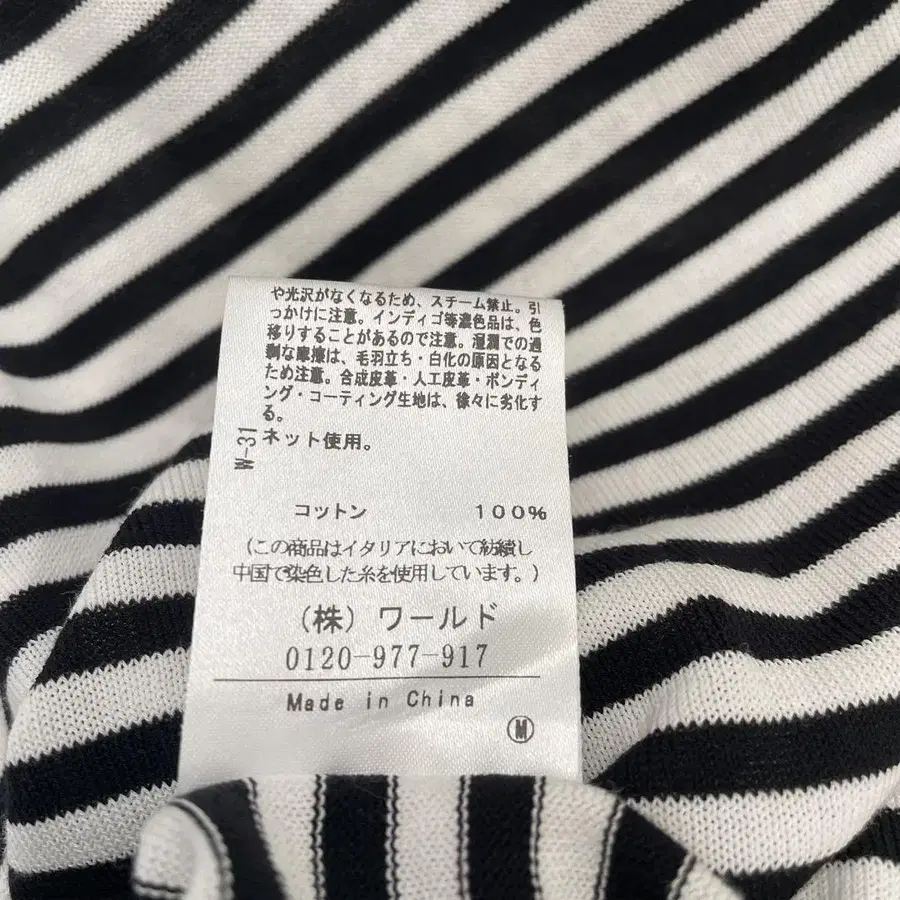 や光沢がなくなるため、スチーム禁止。引
っかけに注意。インディゴ等濃色品は、色
移りすることがあるので注意。湿潤での過
剰な摩擦は、毛羽立ち・白化の原因となる
ため注意。合成皮革・人工皮革・ボンディ
ング・コーティング生地は、徐々に劣化す
る。
ネット使用。
W-31
コットン 100%
(この商品はイタリアにおいて紡績し
中国で染色した糸を使用しています。)
(株) ワールド
0120-977-917
Made in China
Ⓜ